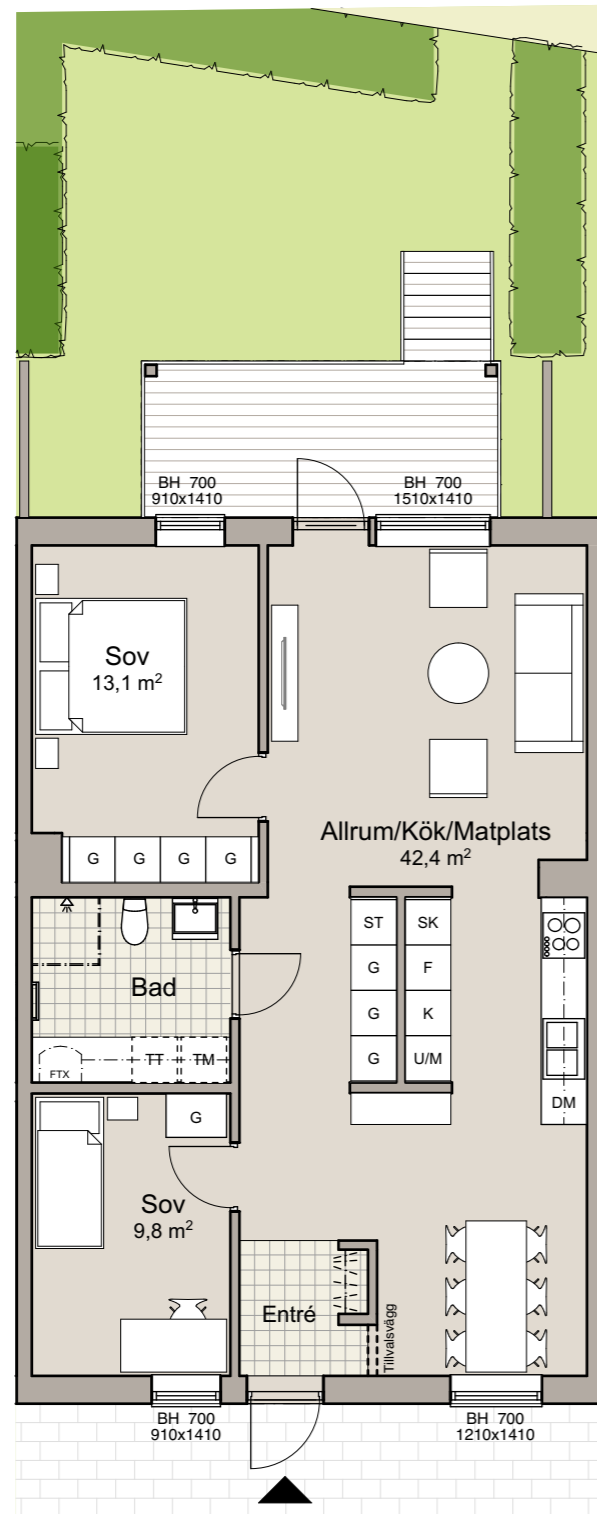 BH 700
910x1410
BH 700
1510x1410
Sov
13,1 m²
Allrum/Kök/Matplats
42,4 m²
G G G G
ST SK
G F
G K
G U/M
Bad
FTX TT TM
DM
G
Sov
9,8 m²
Entré
Tillvalsvägg
BH 700
910x1410
BH 700
1210x1410